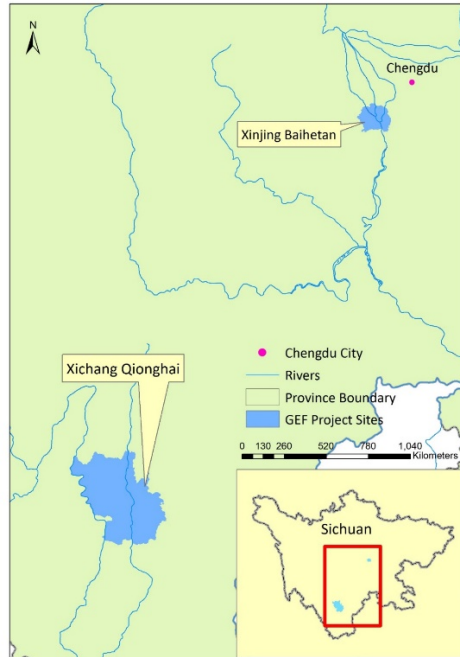 N
Chengdu
Xinjing Baihetan
Xichang Qionghai
Chengdu City
Rivers
Province Boundary
GEF Project Sites
0 130 260 520 780 1,040
Kilometers
Sichuan